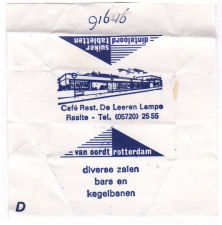 91646
dinteloord
suiker
tabletten
Café Rest. De Leeren Lampe
Raalte - Tel. (05720) 25 55
van oordt rotterdam
diverse zalen
bars en
kegelbanen
D